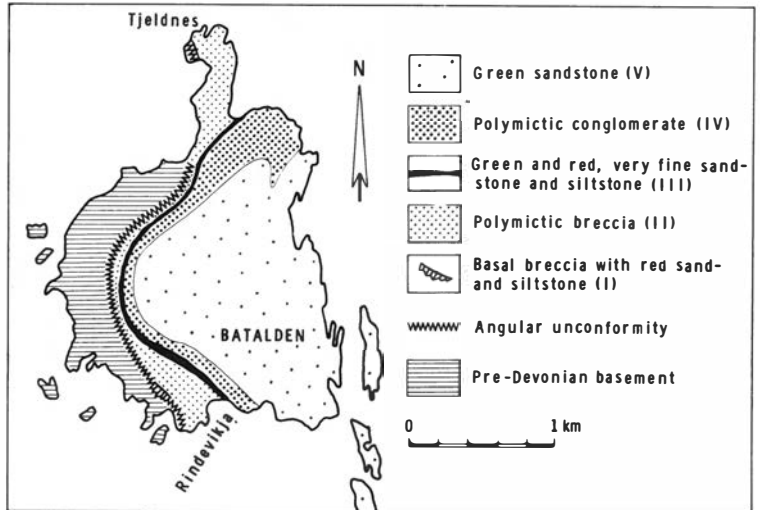 Tjeldnes
N
BATALDEN
Rindevikja
Green sandstone (V)
Polymictic conglomerate (IV)
Green and red, very fine sand-
stone and siltstone (III)
Polymictic breccia (II)
Basal breccia with red sand-
and siltstone (I)
Angular unconformity
Pre-Devonian basement
0 1 km